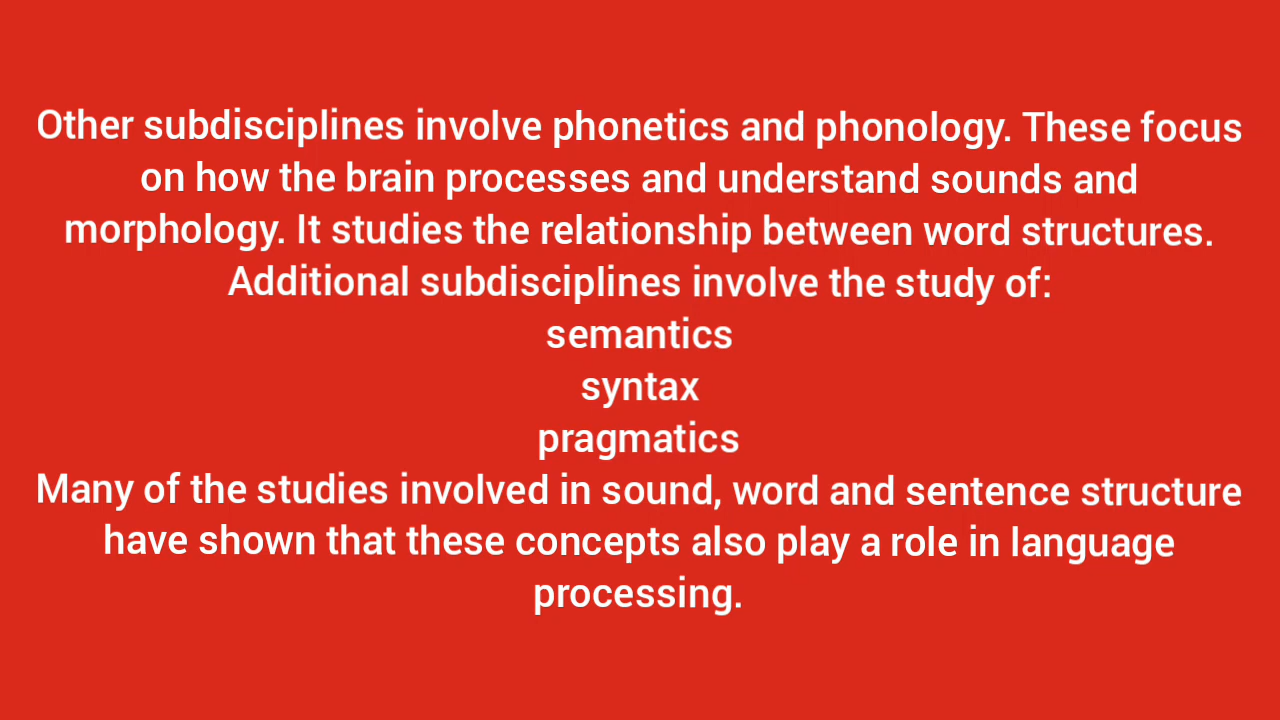 Other subdisciplines involve phonetics and phonology. These focus
on how the brain processes and understand sounds and
morphology. It studies the relationship between word structures.
Additional subdisciplines involve the study of:
semantics
syntax
pragmatics
Many of the studies involved in sound, word and sentence structure
have shown that these concepts also play a role in language
processing.